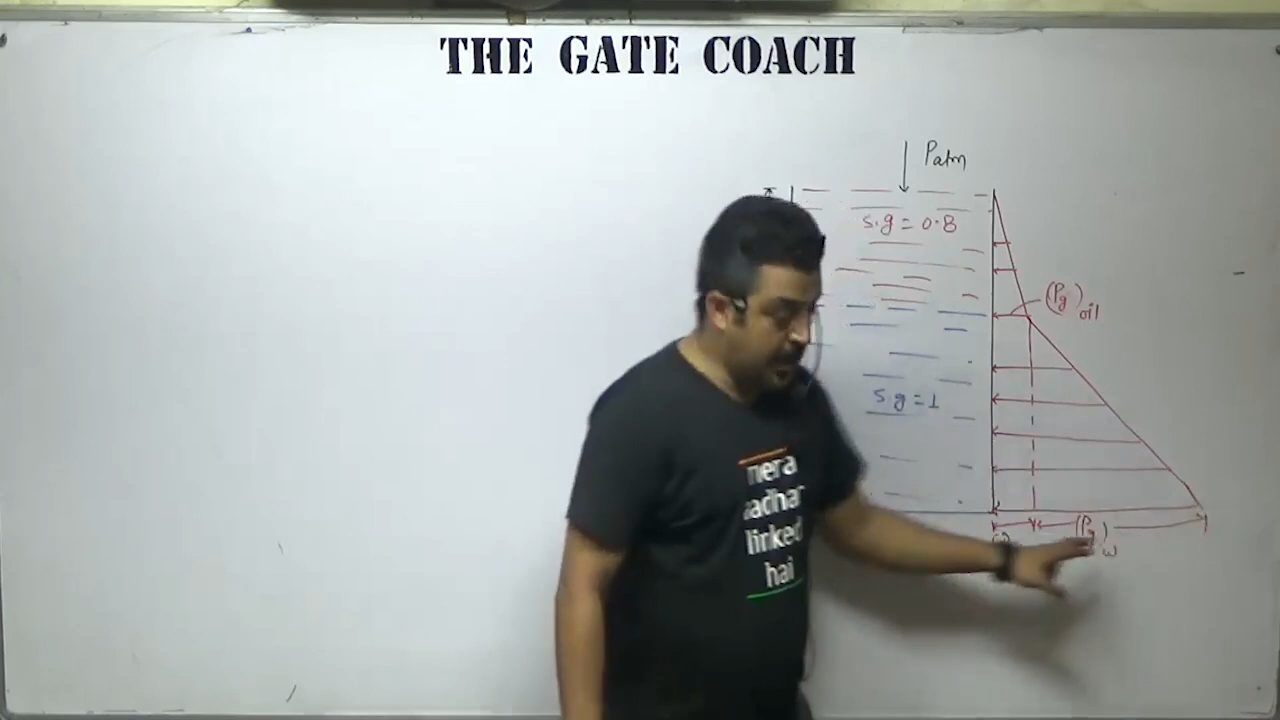 THE GATE COACH
Patm
s.g = 0.8
(Pg)oil
s.g = 1
(Pg)w
mera
aadhar
linked
hai